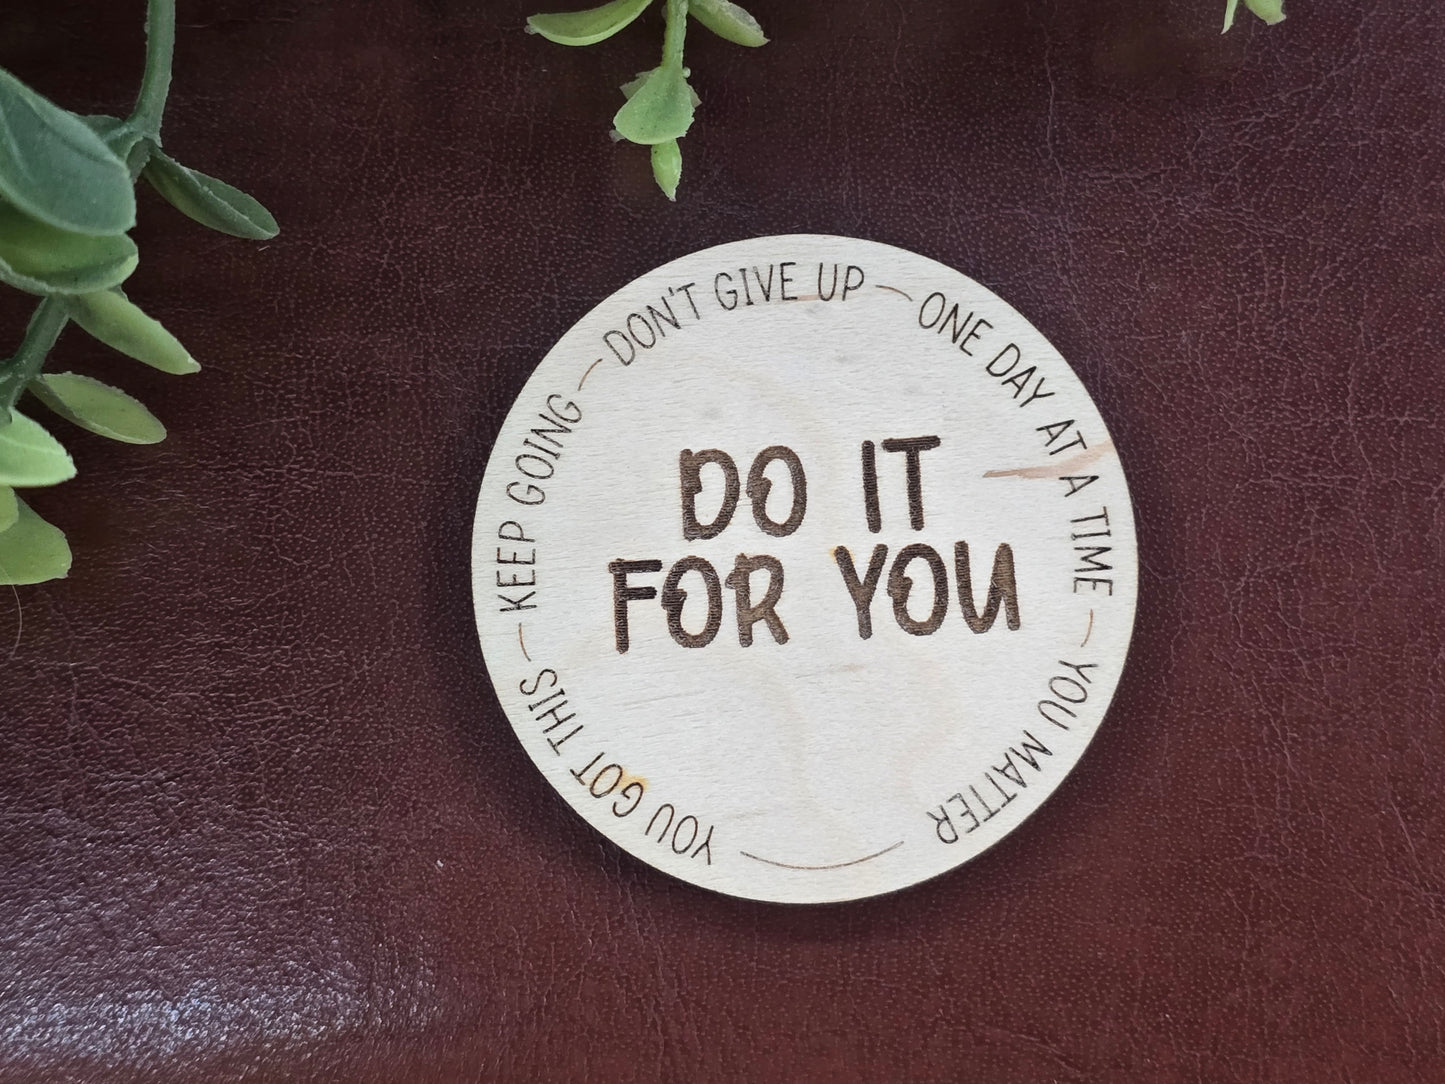 DO IT
FOR YOU
YOU GOT THIS — KEEP GOING — DON'T GIVE UP — ONE DAY AT A TIME — YOU MATTER